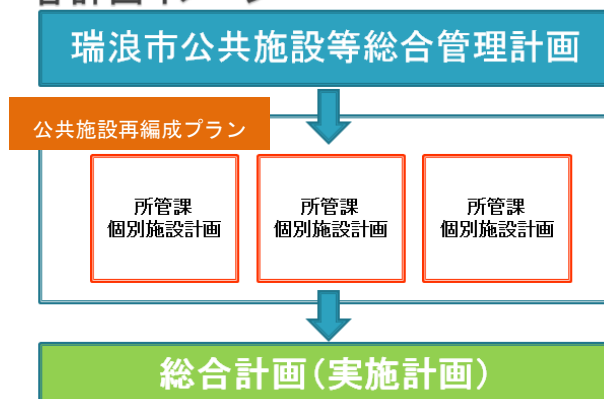 瑞浪市公共施設等総合管理計画
公共施設再編成プラン
所管課
個別施設計画
所管課
個別施設計画
所管課
個別施設計画
総合計画（実施計画）